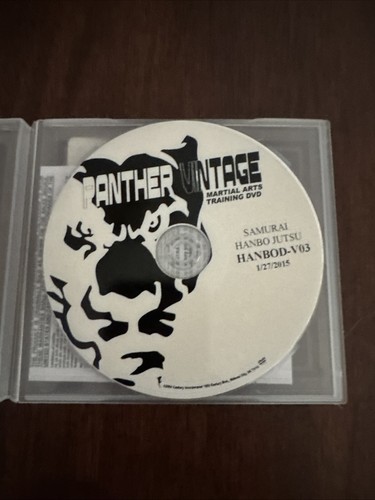 PANTHER VINTAGE
MARTIAL ARTS
TRAINING DVD
SAMURAI
HANBO JUTSU
HANBOD-V03
1/27/2015